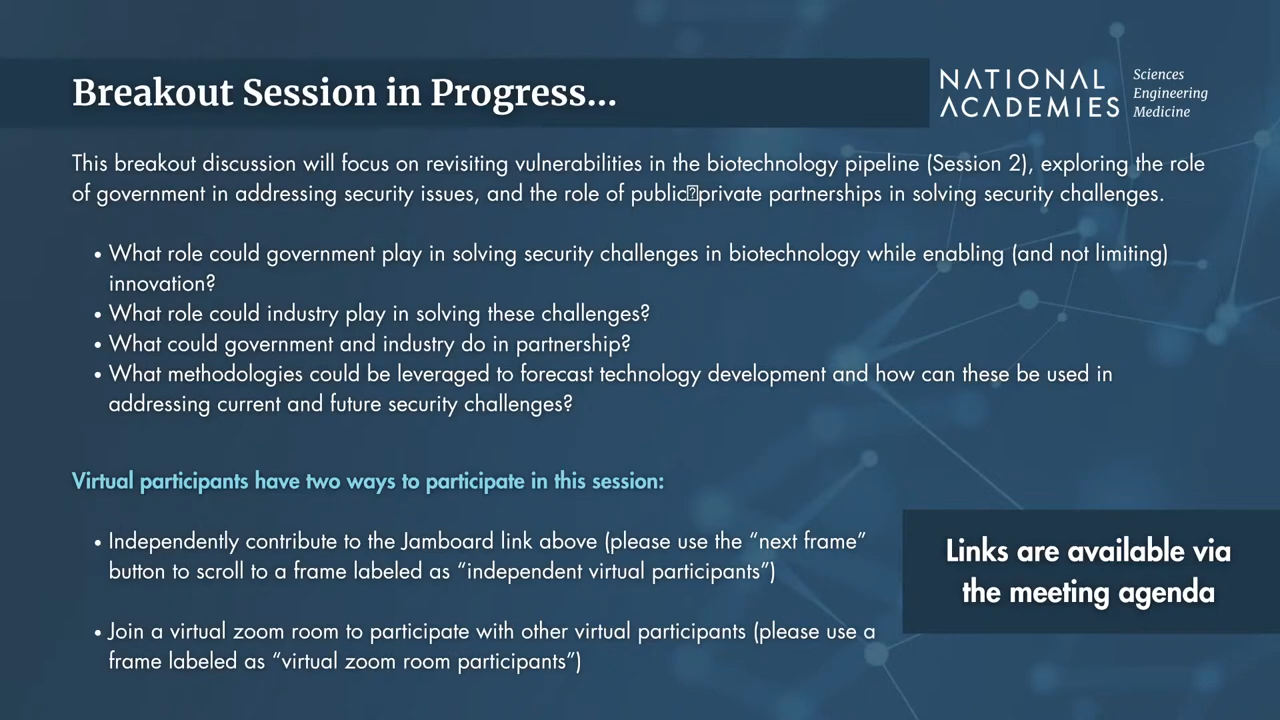 Breakout Session in Progress...
NATIONAL
ACADEMIES
Sciences
Engineering
Medicine
This breakout discussion will focus on revisiting vulnerabilities in the biotechnology pipeline (Session 2), exploring the role
of government in addressing security issues, and the role of public�private partnerships in solving security challenges.
• What role could government play in solving security challenges in biotechnology while enabling (and not limiting)
innovation?
• What role could industry play in solving these challenges?
• What could government and industry do in partnership?
• What methodologies could be leveraged to forecast technology development and how can these be used in
addressing current and future security challenges?
Virtual participants have two ways to participate in this session:
• Independently contribute to the Jamboard link above (please use the “next frame”
button to scroll to a frame labeled as “independent virtual participants”)
• Join a virtual zoom room to participate with other virtual participants (please use a
frame labeled as “virtual zoom room participants”)
Links are available via
the meeting agenda